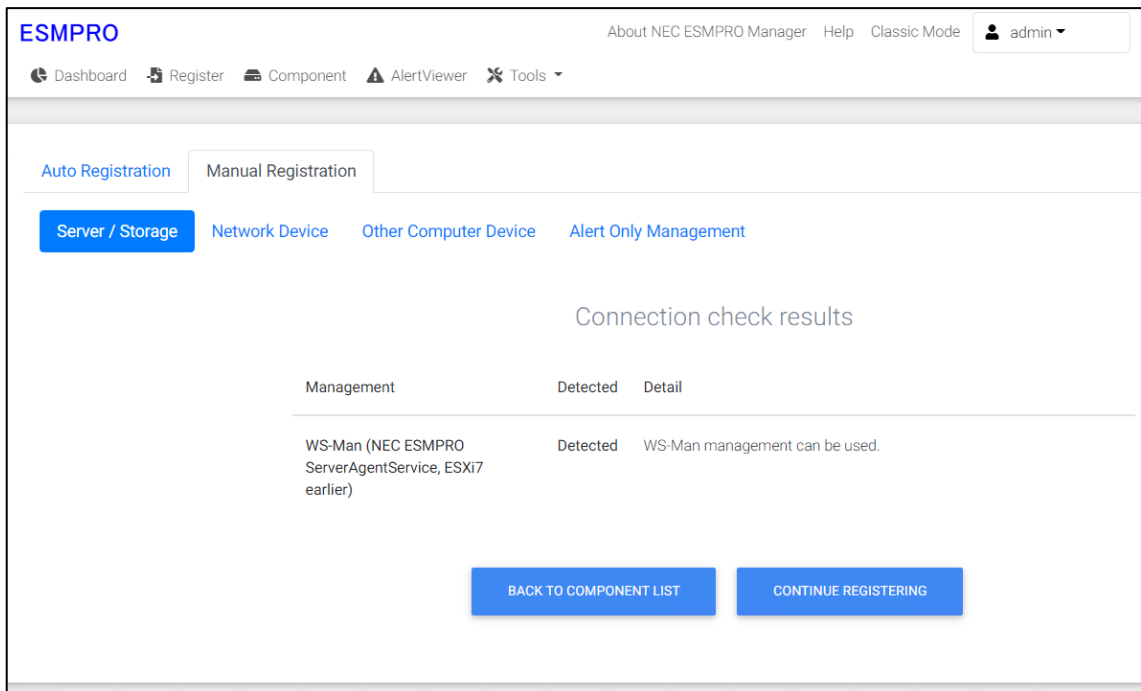 ESMPRO
About NEC ESMPRO Manager Help Classic Mode admin
Dashboard Register Component AlertViewer Tools
Auto Registration Manual Registration
Server / Storage Network Device Other Computer Device Alert Only Management
Connection check results
Management Detected Detail
WS-Man (NEC ESMPRO Detected WS-Man management can be used.
ServerAgentService, ESXi7
earlier)
BACK TO COMPONENT LIST CONTINUE REGISTERING